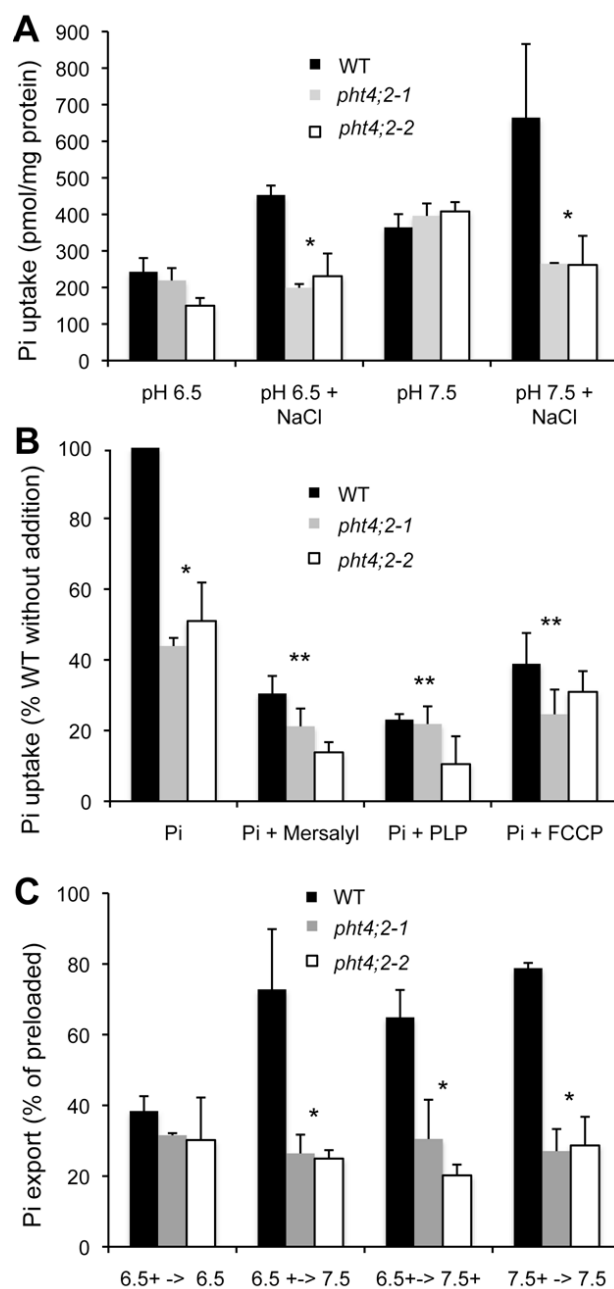 A
Pi uptake (pmol/mg protein)
900
800
700
600
500
400
300
200
100
0
WT
pht4;2-1
pht4;2-2
*
*
pH 6.5
pH 6.5 +
NaCl
pH 7.5
pH 7.5 +
NaCl
B
Pi uptake (% WT without addition)
100
80
60
40
20
0
WT
pht4;2-1
pht4;2-2
*
**
**
**
Pi
Pi + Mersalyl
Pi + PLP
Pi + FCCP
C
Pi export (% of preloaded)
100
80
60
40
20
0
WT
pht4;2-1
pht4;2-2
*
*
*
6.5+ -> 6.5
6.5 +-> 7.5
6.5+-> 7.5+
7.5+ -> 7.5